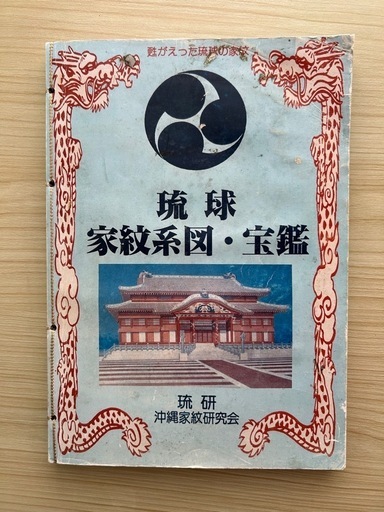 甦がえった琉球の家紋
琉球
家紋系図・宝鑑
琉研
沖縄家紋研究会